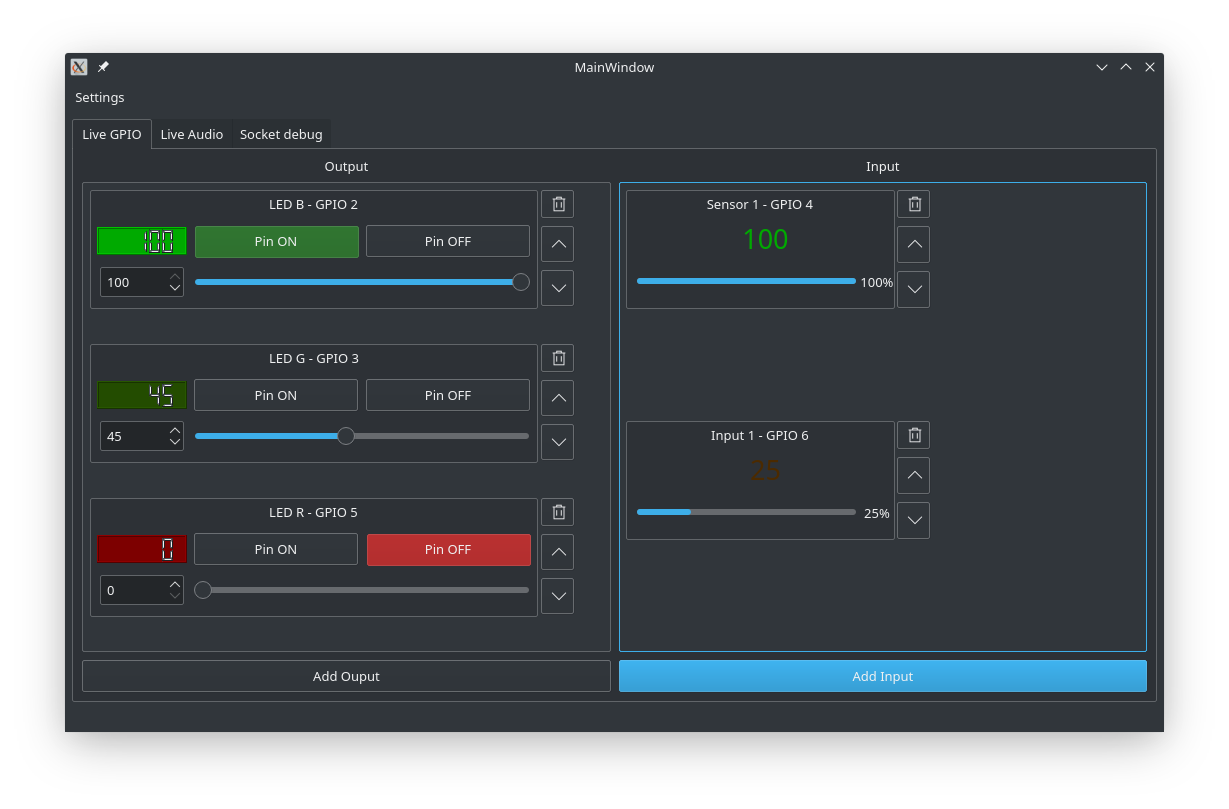 MainWindow
Settings
Live GPIO
Live Audio
Socket debug
Output
LED B - GPIO 2
100
Pin ON
Pin OFF
100
LED G - GPIO 3
45
Pin ON
Pin OFF
45
LED R - GPIO 5
0
Pin ON
Pin OFF
0
Add Ouput
Input
Sensor 1 - GPIO 4
100
100%
Input 1 - GPIO 6
25
25%
Add Input